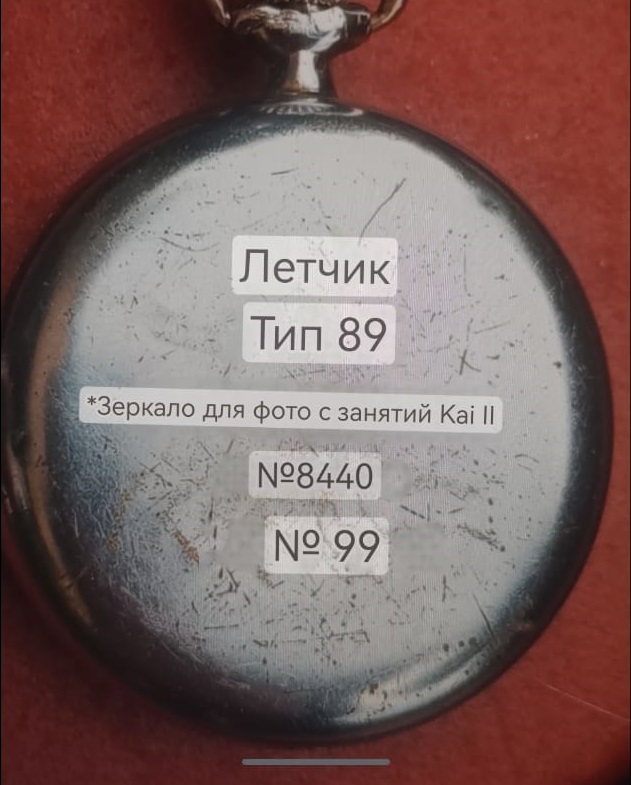 Летчик
Тип 89
*Зеркало для фото с занятий Kai II
№8440
№ 99